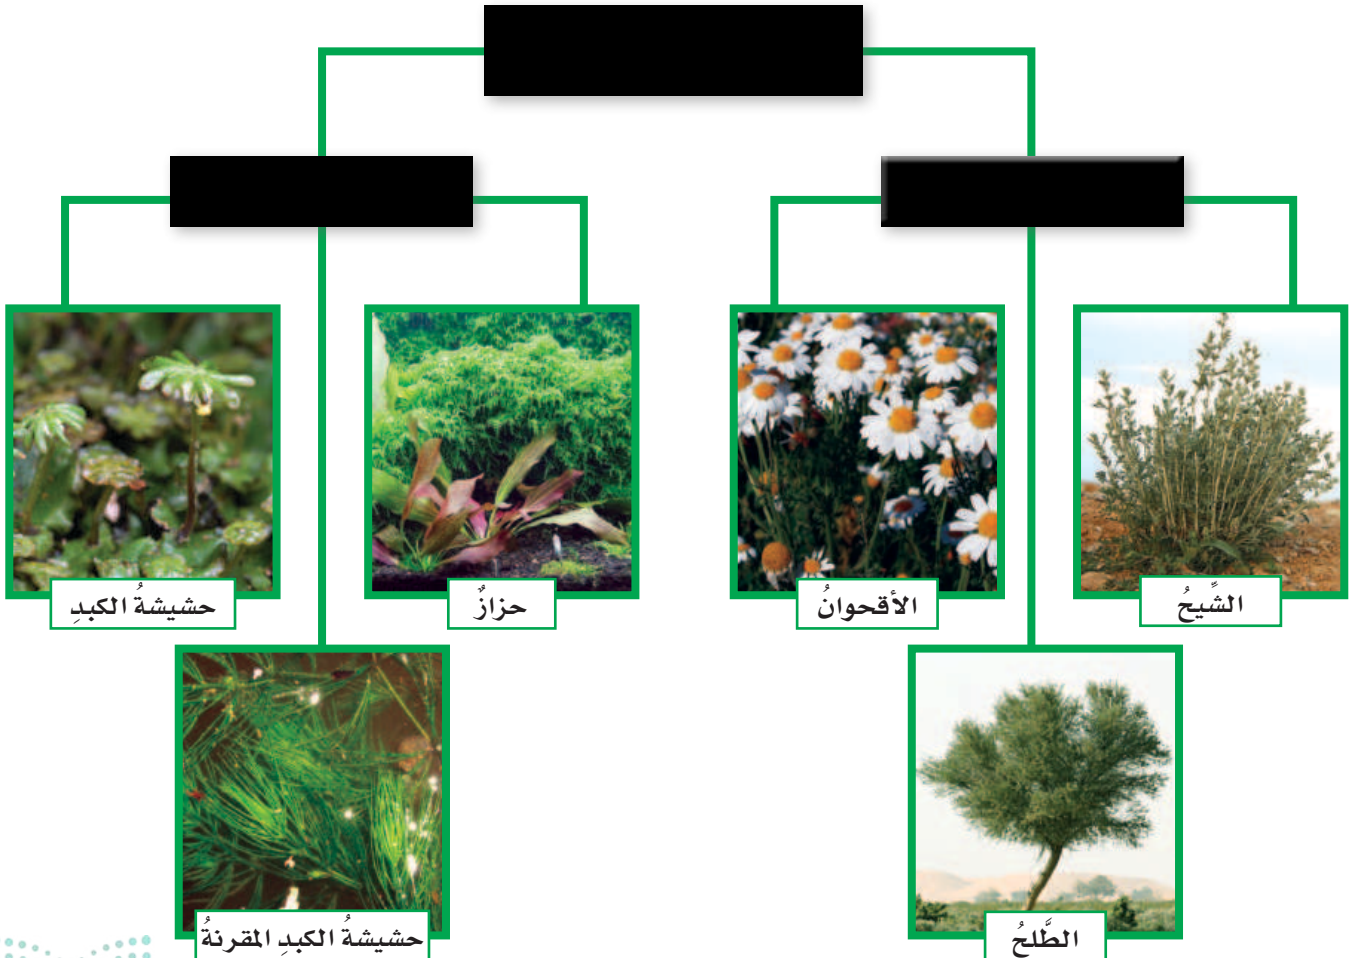 الشِّيحُ
الأقحوانُ
حزازٌ
حشيشةُ الكبدِ
الطَّلحُ
حشيشةُ الكبدِ المقرنةُ